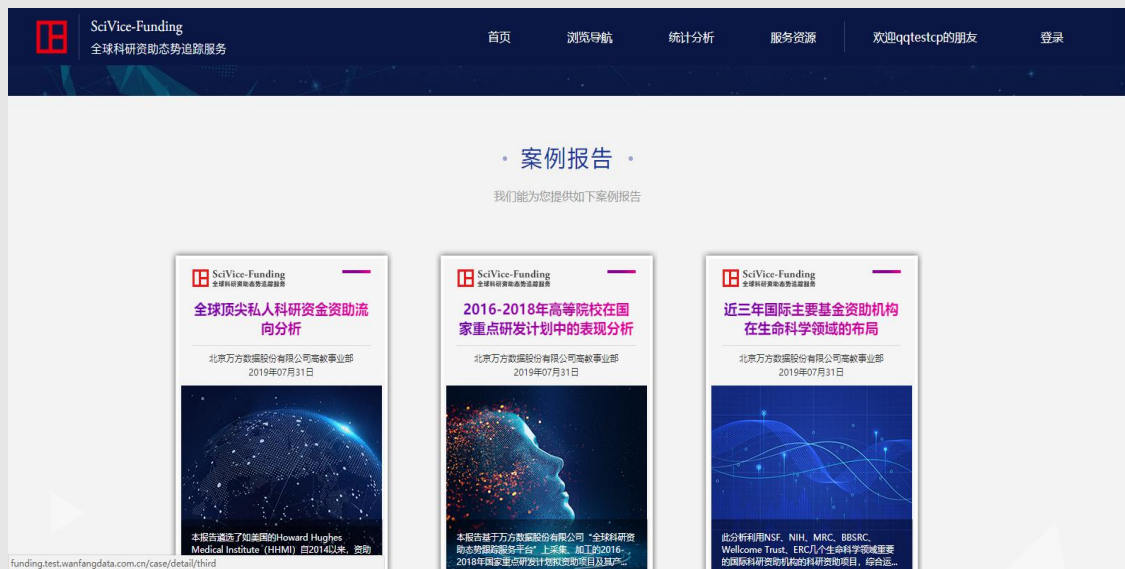 SciVice-Funding
全球科研资助态势追踪服务
首页 浏览导航 统计分析 服务资源 欢迎qqtestcp的朋友 登录
· 案例报告 ·
我们能为您提供如下案例报告
SciVice-Funding
全球科研资助态势追踪服务
全球顶尖私人科研资金资助流
向分析
北京万方数据股份有限公司高教事业部
2019年07月31日
本报告遴选了如美国的Howard Hughes
Medical Institute（HHMI）自2014以来，资助
SciVice-Funding
全球科研资助态势追踪服务
2016-2018年高等院校在国
家重点研发计划中的表现分析
北京万方数据股份有限公司高教事业部
2019年07月31日
本报告基于万方数据股份有限公司“全球科研资
助态势跟踪服务平台”上采集、加工的2016-
2018年国家重点研发计划拟资助项目及其产...
SciVice-Funding
全球科研资助态势追踪服务
近三年国际主要基金资助机构
在生命科学领域的布局
北京万方数据股份有限公司高教事业部
2019年07月31日
此分析利用NSF、NIH、MRC、BBSRC、
Wellcome Trust、ERC几个生命科学领域重要
的国际科研资助机构的科研资助项目，综合运...
funding.test.wanfangdata.com.cn/case/detail/third